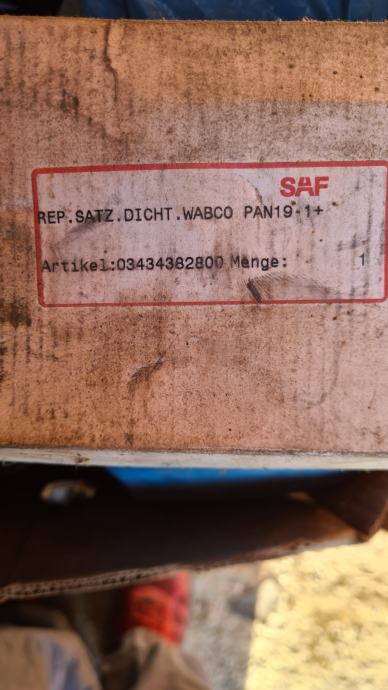 SAF
REP.SATZ.DICHT.WABCO PAN19-1+
Artikel:03434382800 Menge: 1